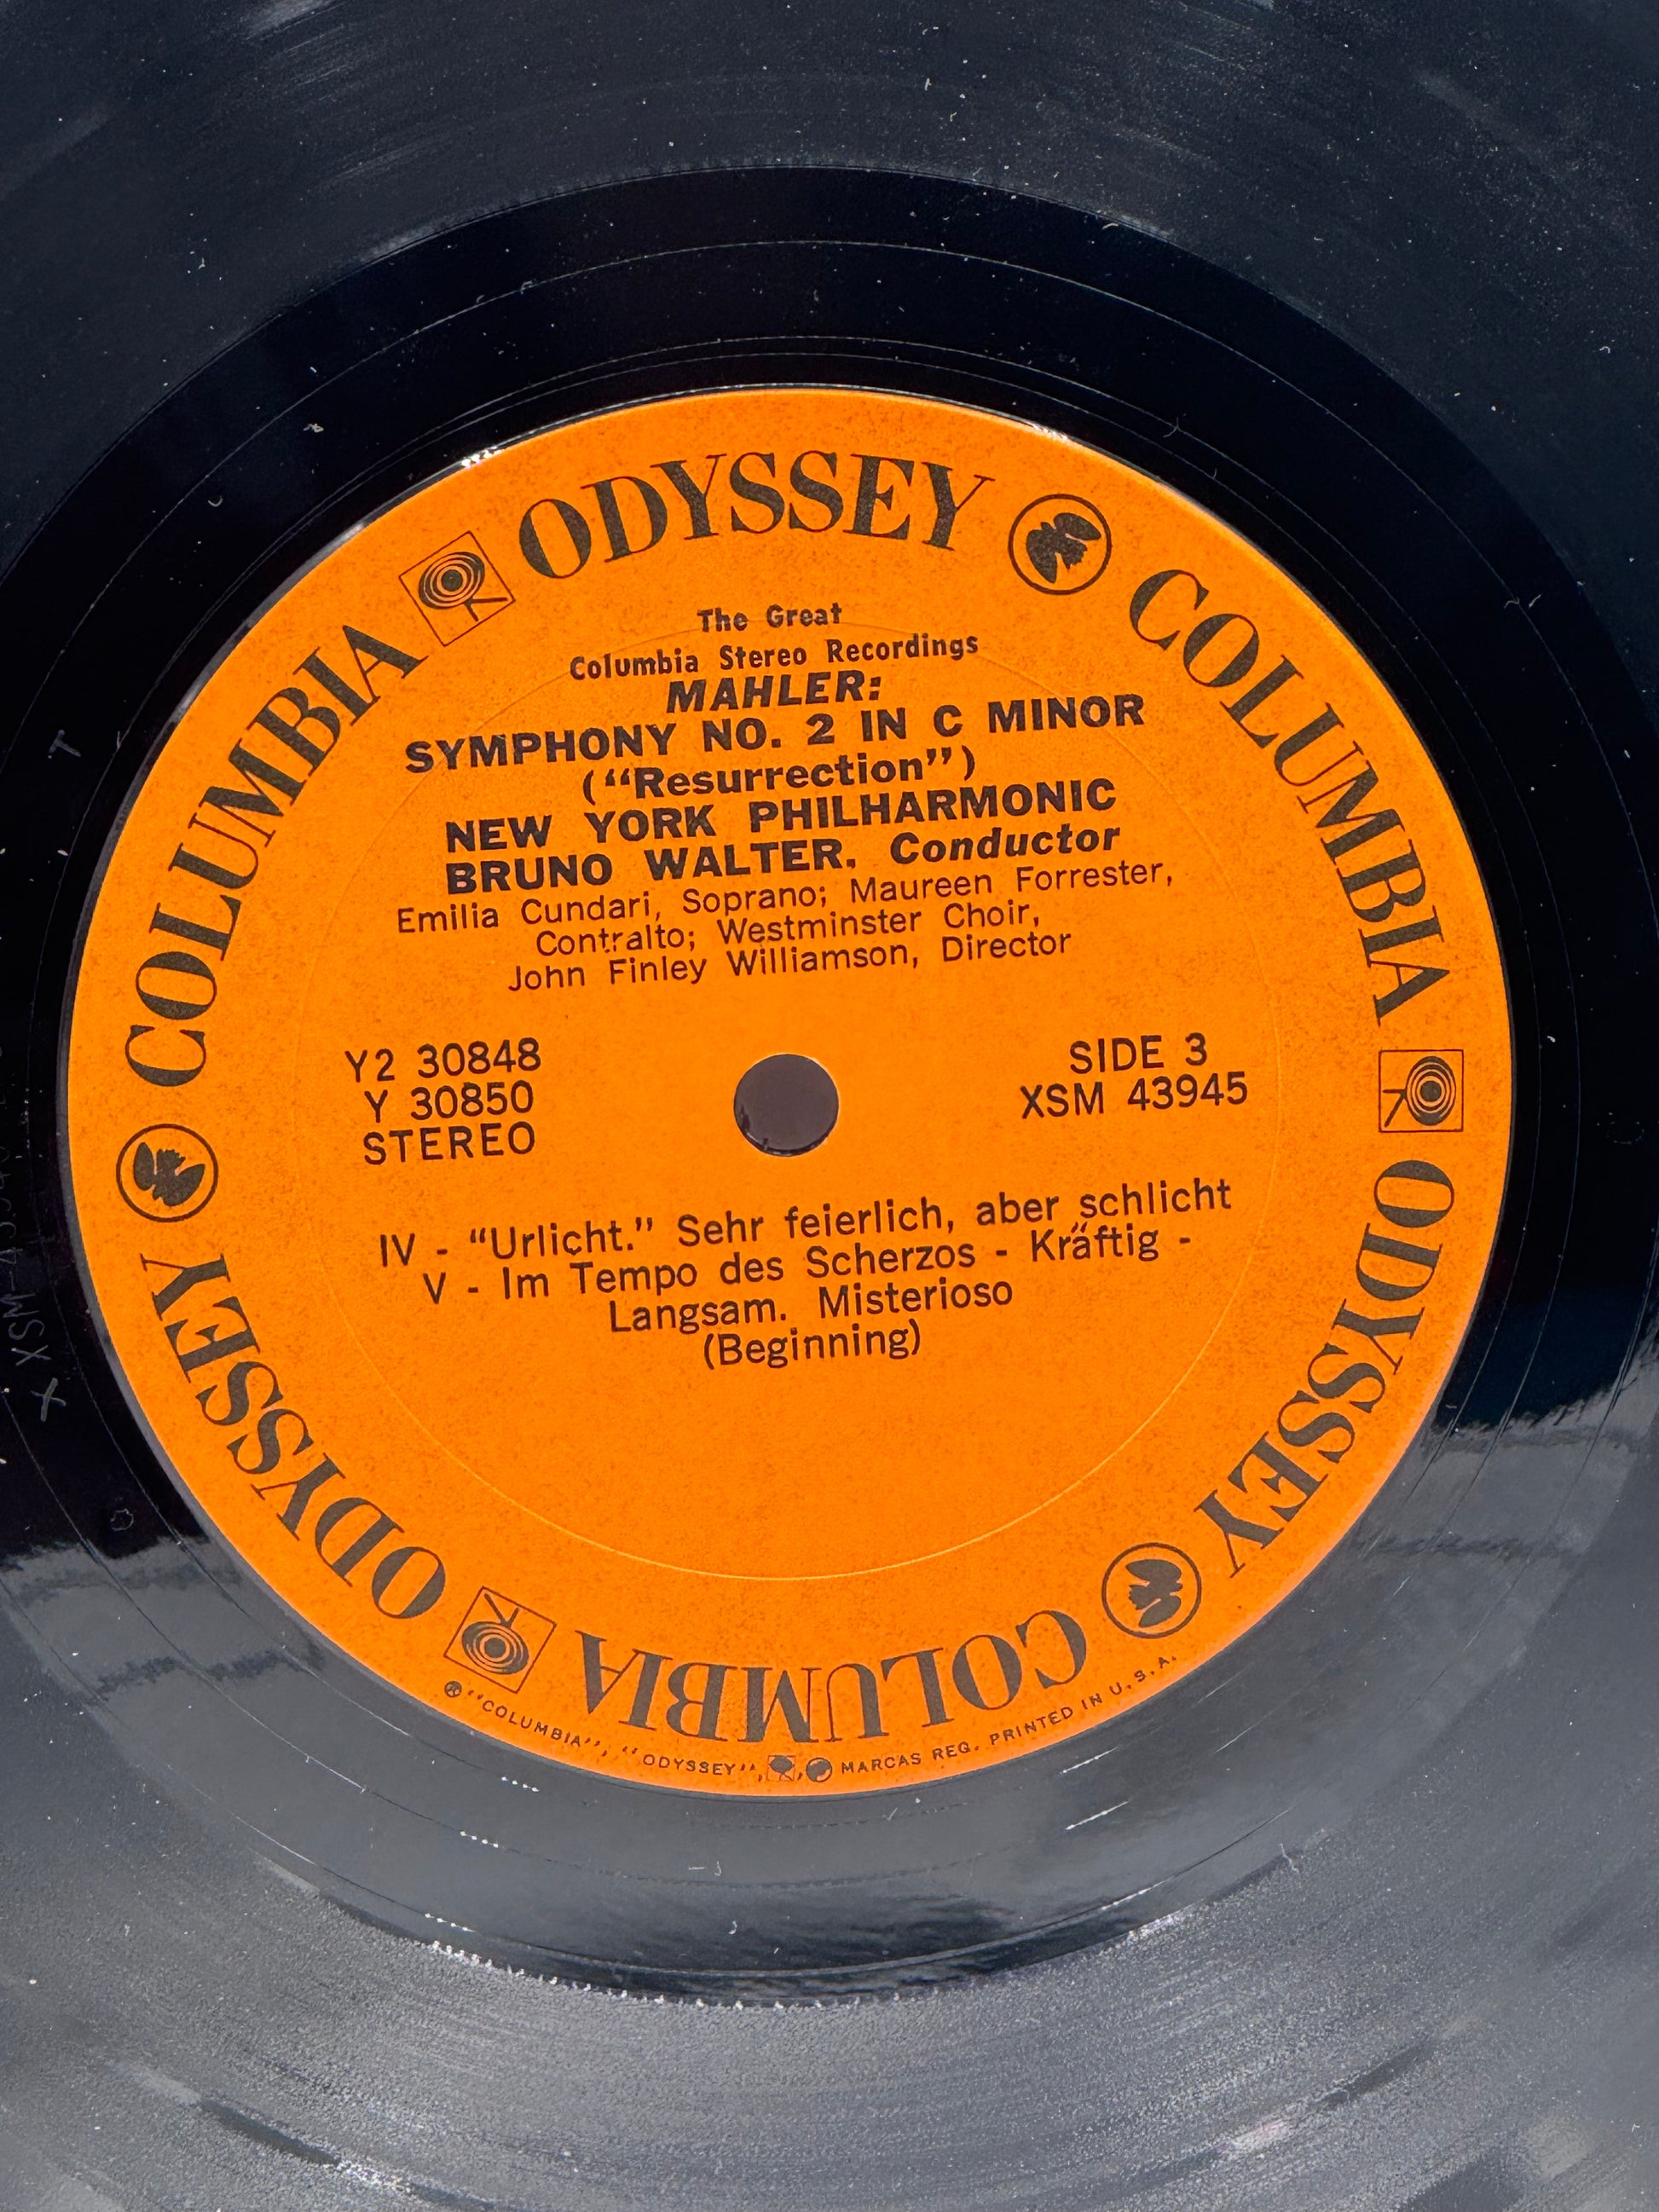 ODYSSEY
COLUMBIA
ODYSSEY
COLUMBIA
ODYSSEY
COLUMBIA
The Great
Columbia Stereo Recordings
MAHLER:
SYMPHONY NO. 2 IN C MINOR
(“Resurrection”)
NEW YORK PHILHARMONIC
BRUNO WALTER, Conductor
Emilia Cundari, Soprano; Maureen Forrester,
Contralto; Westminster Choir,
John Finley Williamson, Director
Y2 30848
Y 30850
STEREO
SIDE 3
XSM 43945
IV - “Urlicht.” Sehr feierlich, aber schlicht
V - Im Tempo des Scherzos - Kräftig -
Langsam. Misterioso
(Beginning)
® “COLUMBIA”, “ODYSSEY”, , MARCAS REG. PRINTED IN U.S.A.
T